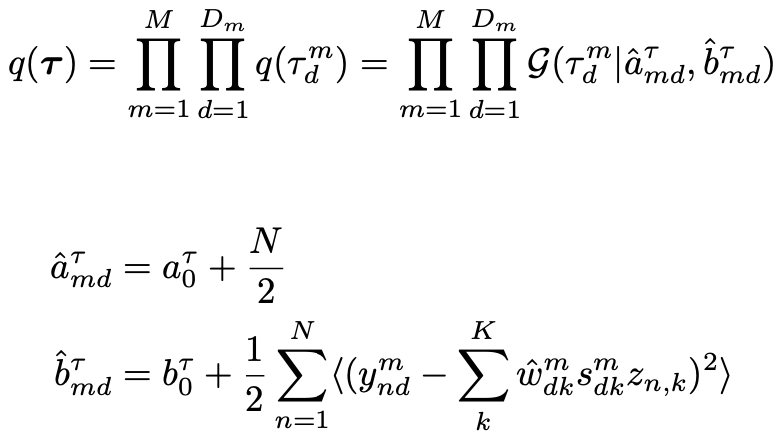 q(𝝉) = ∏_{m=1}^{M} ∏_{d=1}^{D_m} q(τ_d^m) = ∏_{m=1}^{M} ∏_{d=1}^{D_m} 𝒢(τ_d^m | â_{md}^τ, b̂_{md}^τ)
â_{md}^τ = a_0^τ + N/2
b̂_{md}^τ = b_0^τ + 1/2 ∑_{n=1}^{N} ⟨(y_{nd}^m − ∑_{k}^{K} ŵ_{dk}^m s_{dk}^m z_{n,k})^2⟩